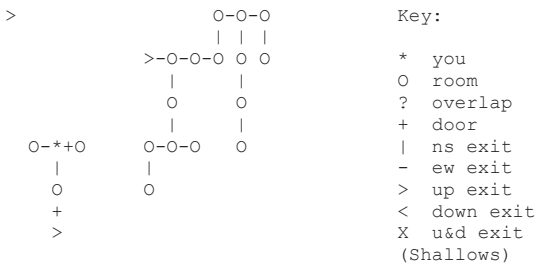 >                    O-O-O            Key:
                     | | |
              >-O-O-O O O            *  you
                |      |             O  room
                O      O             ?  overlap
                |      |             +  door
  O-*+O       O-O-O    O             |  ns exit
    |         |                      -  ew exit
    O         O                      >  up exit
    +                                <  down exit
    >                                X  u&d exit
                                     (Shallows)